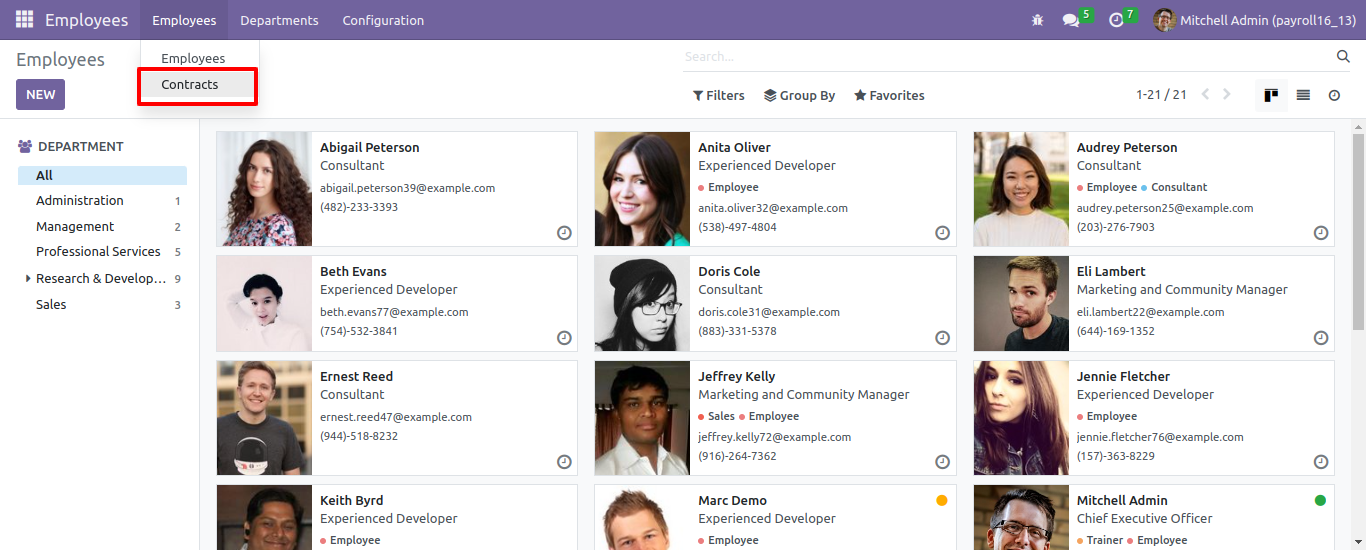 Employees Employees Departments Configuration 5 7 Mitchell Admin (payroll16_13)
Employees
Contracts
Employees
NEW
Search...
Filters Group By Favorites 1-21 / 21
DEPARTMENT
All
Administration 1
Management 2
Professional Services 5
Research & Develop... 9
Sales 3
Abigail Peterson
Consultant
abigail.peterson39@example.com
(482)-233-3393
Anita Oliver
Experienced Developer
Employee
anita.oliver32@example.com
(538)-497-4804
Audrey Peterson
Consultant
Employee Consultant
audrey.peterson25@example.com
(203)-276-7903
Beth Evans
Experienced Developer
beth.evans77@example.com
(754)-532-3841
Doris Cole
Consultant
doris.cole31@example.com
(883)-331-5378
Eli Lambert
Marketing and Community Manager
eli.lambert22@example.com
(644)-169-1352
Ernest Reed
Consultant
ernest.reed47@example.com
(944)-518-8232
Jeffrey Kelly
Marketing and Community Manager
Sales Employee
jeffrey.kelly72@example.com
(916)-264-7362
Jennie Fletcher
Experienced Developer
Employee
jennie.fletcher76@example.com
(157)-363-8229
Keith Byrd
Experienced Developer
Employee
Marc Demo
Experienced Developer
Employee
Mitchell Admin
Chief Executive Officer
Trainer Employee